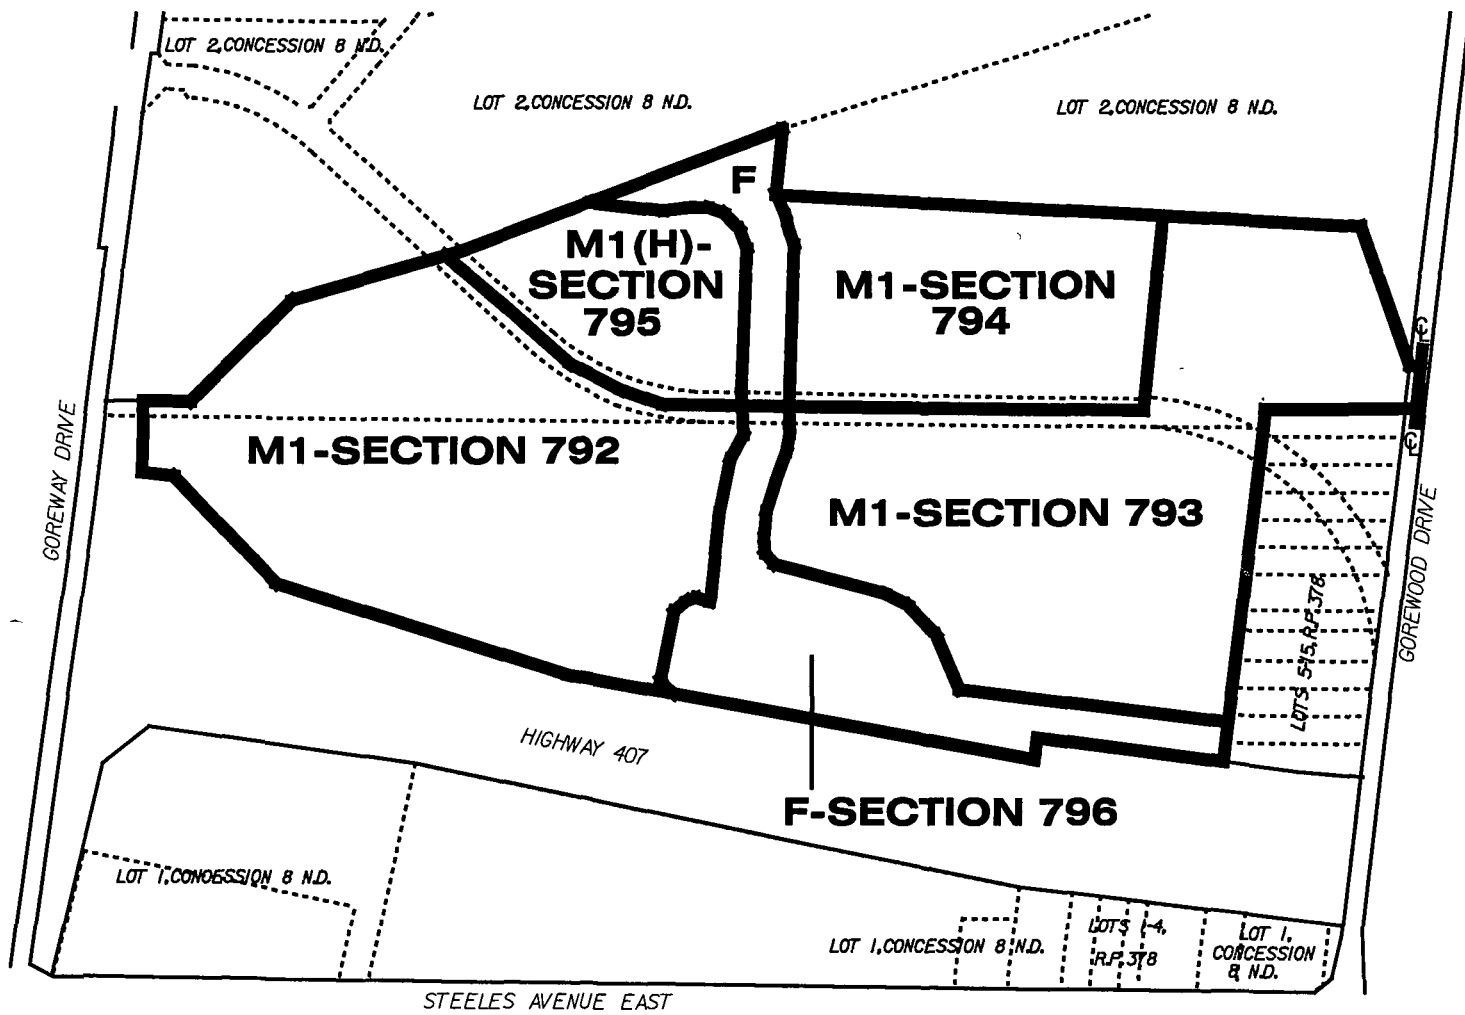 LOT 2,CONCESSION 8 N.D.
LOT 2,CONCESSION 8 N.D.
LOT 2,CONCESSION 8 N.D.
F
M1(H)-
SECTION
795
M1-SECTION
794
GOREWAY DRIVE
M1-SECTION 792
M1-SECTION 793
GOREWOOD DRIVE
LOTS 5-15,R.P.378.
HIGHWAY 407
F-SECTION 796
LOT 1,CONCESSION 8 N.D.
LOT 1,CONCESSION 8 N.D.
LOTS 1-4,
R.P.378
LOT 1,
CONCESSION
8 N.D.
STEELES AVENUE EAST